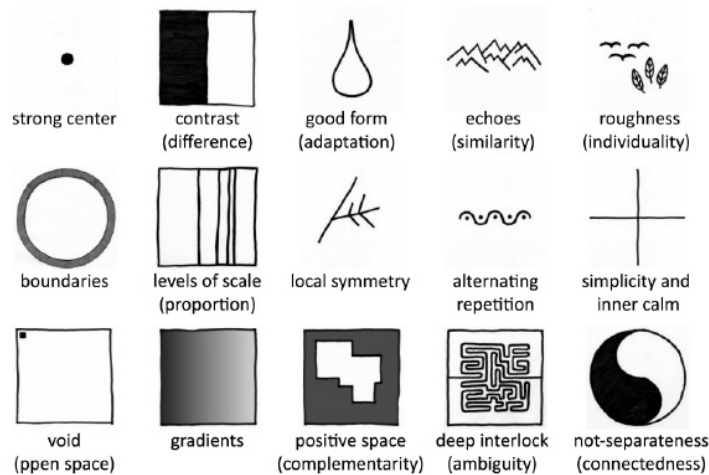 strong center
contrast
(difference)
good form
(adaptation)
echoes
(similarity)
roughness
(individuality)
boundaries
levels of scale
(proportion)
local symmetry
alternating
repetition
simplicity and
inner calm
void
(ppen space)
gradients
positive space
(complementarity)
deep interlock
(ambiguity)
not-separateness
(connectedness)